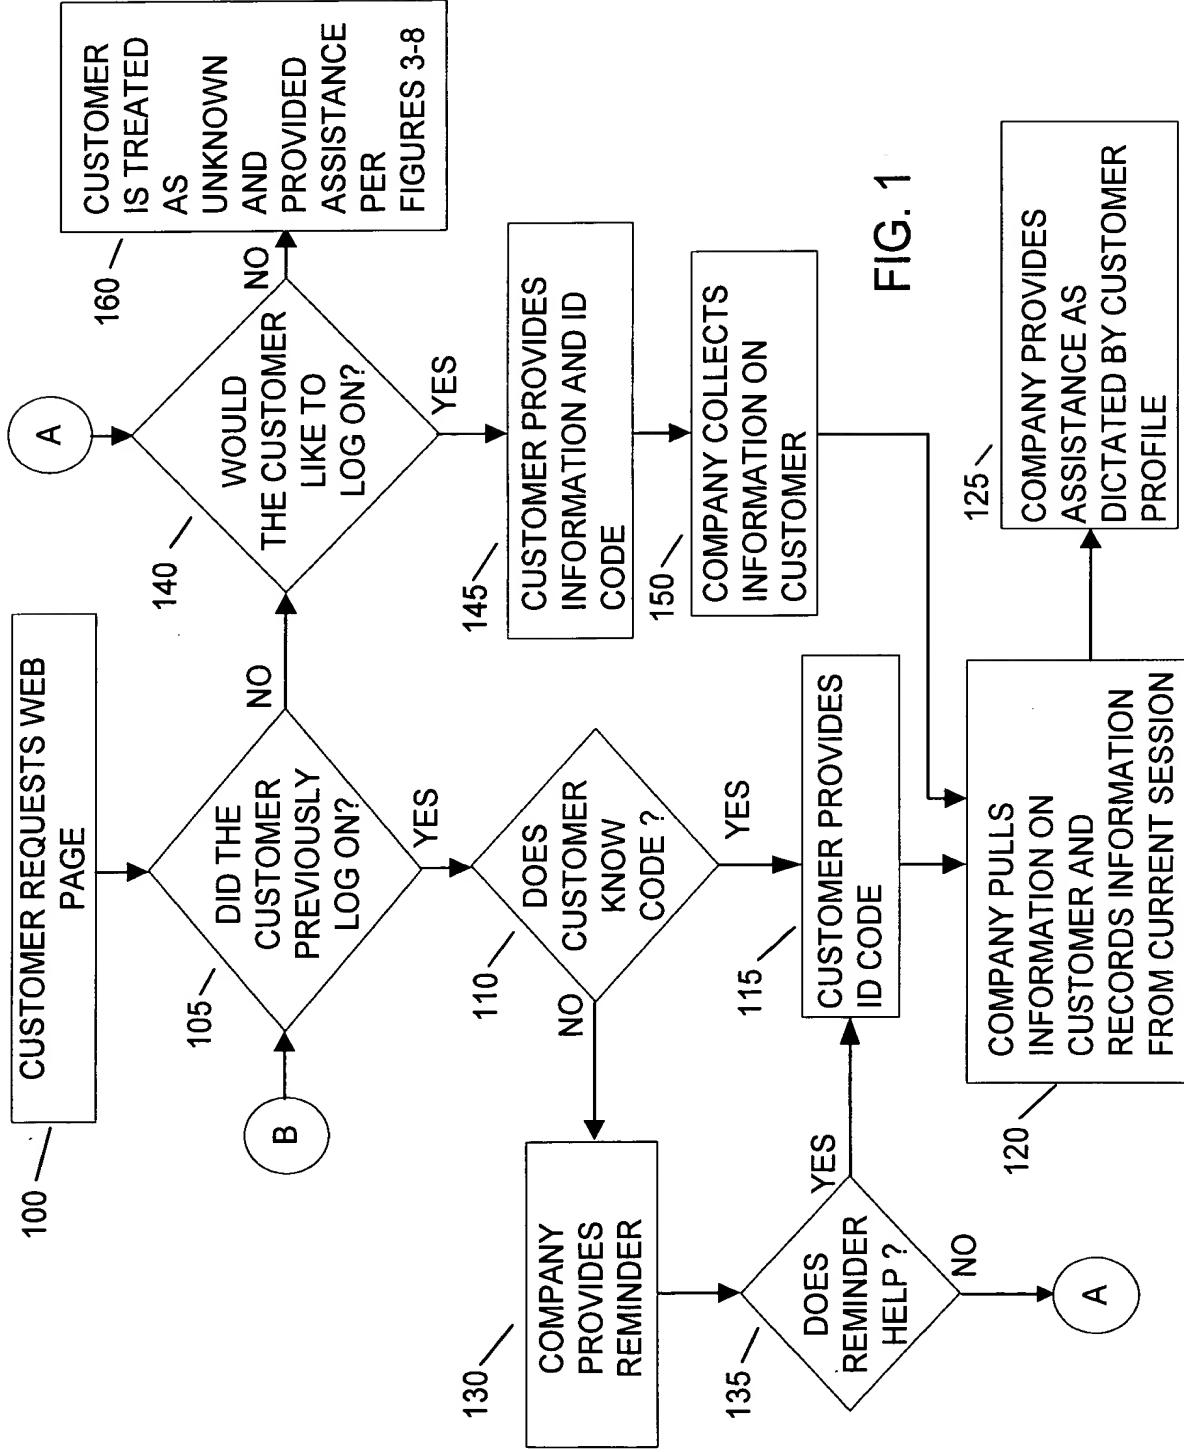 100
CUSTOMER REQUESTS WEB
PAGE
B
105
DID THE
CUSTOMER
PREVIOUSLY
LOG ON?
NO
YES
A
140
WOULD
THE CUSTOMER
LIKE TO
LOG ON?
NO
YES
160
CUSTOMER
IS TREATED
AS
UNKNOWN
AND
PROVIDED
ASSISTANCE
PER
FIGURES 3-8
110
DOES
CUSTOMER
KNOW
CODE ?
NO
YES
145
CUSTOMER PROVIDES
INFORMATION AND ID
CODE
150
COMPANY COLLECTS
INFORMATION ON
CUSTOMER
130
COMPANY
PROVIDES
REMINDER
135
DOES
REMINDER
HELP ?
YES
NO
A
115
CUSTOMER PROVIDES
ID CODE
120
COMPANY PULLS
INFORMATION ON
CUSTOMER AND
RECORDS INFORMATION
FROM CURRENT SESSION
125
COMPANY PROVIDES
ASSISTANCE AS
DICTATED BY CUSTOMER
PROFILE
FIG. 1